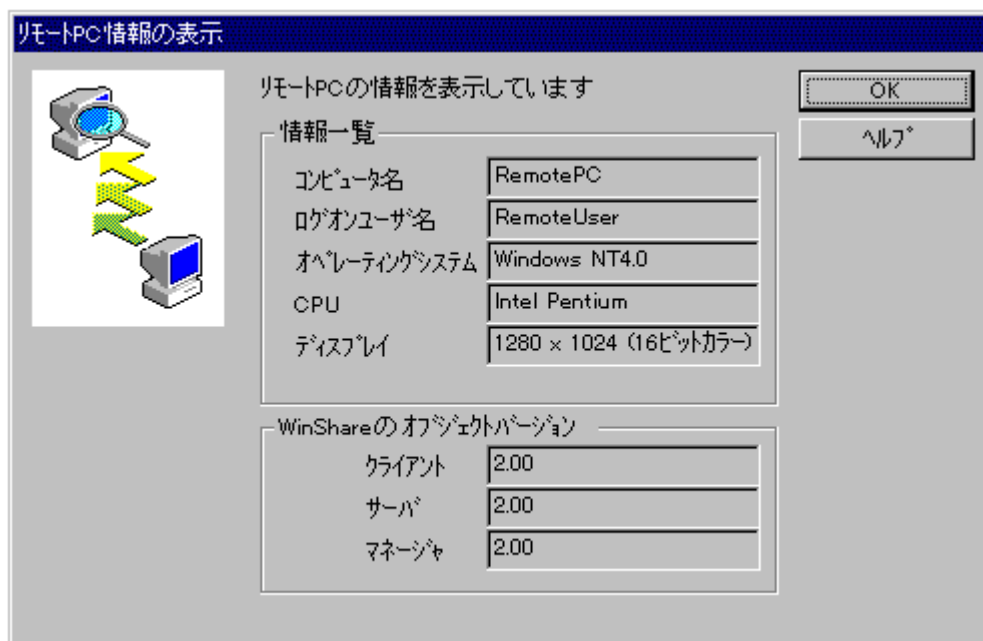 ﾘﾓｰﾄPC情報の表示
ﾘﾓｰﾄPCの情報を表示しています
OK
ﾍﾙﾌﾟ
情報一覧
ｺﾝﾋﾟｭｰﾀ名 RemotePC
ﾛｸﾞｵﾝﾕｰｻﾞ名 RemoteUser
ｵﾍﾟﾚｰﾃｨﾝｸﾞｼｽﾃﾑ Windows NT4.0
CPU Intel Pentium
ﾃﾞｨｽﾌﾟﾚｲ 1280 × 1024 (16ﾋﾞｯﾄｶﾗｰ)
WinShareの ｵﾌﾞｼﾞｪｸﾄﾊﾞｰｼﾞｮﾝ
ｸﾗｲｱﾝﾄ 2.00
ｻｰﾊﾞ 2.00
ﾏﾈｰｼﾞｬ 2.00